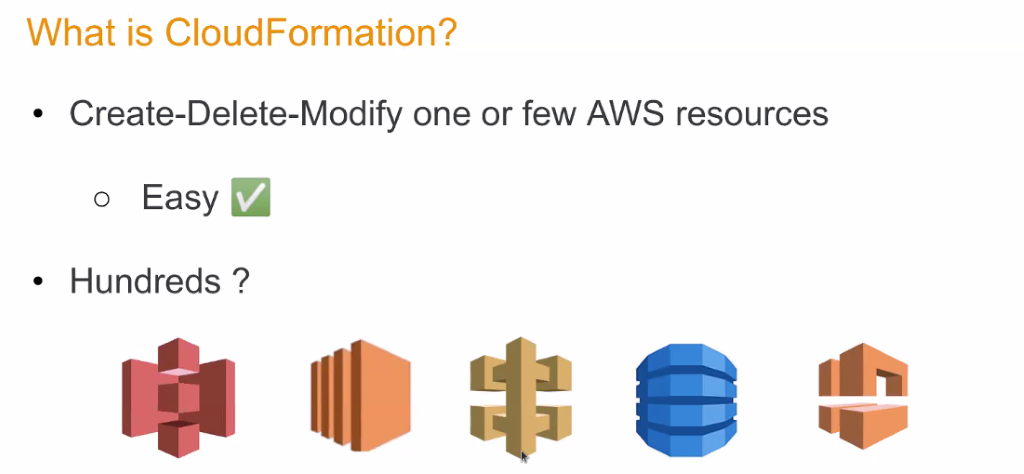 What is CloudFormation?
• Create-Delete-Modify one or few AWS resources
○ Easy ✅
• Hundreds ?